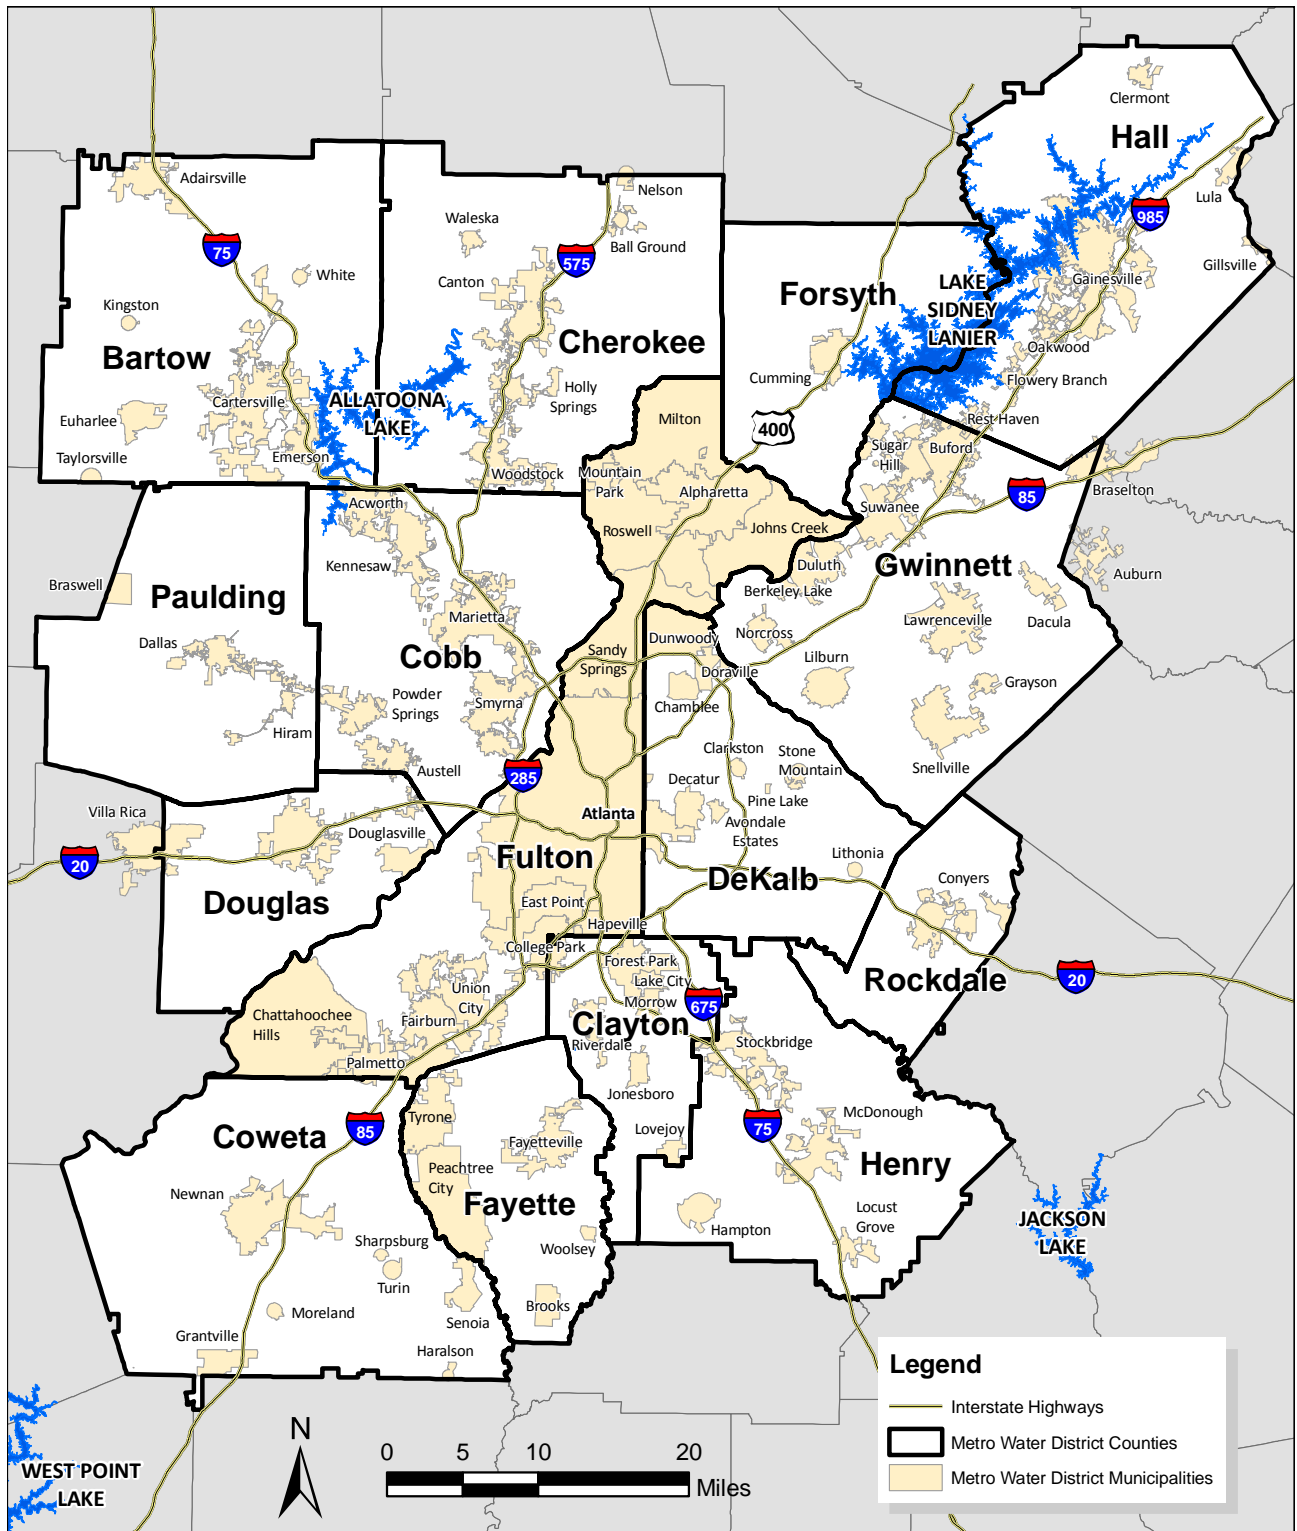 Clermont
Hall
Adairsville
Nelson
Lula
Waleska
985
75
Ball Ground
575
Gillsville
White
Canton
Gainesville
LAKE
SIDNEY
LANIER
Forsyth
Kingston
Cherokee
Bartow
Oakwood
Cumming
Flowery Branch
Holly
Springs
ALLATOONA
LAKE
Cartersville
Euharlee
Milton
Rest Haven
400
Sugar
Hill
Buford
Taylorsville
Emerson
Woodstock
Mountain
Park
Alpharetta
Braselton
85
Acworth
Suwanee
Roswell
Johns Creek
Kennesaw
Duluth
Gwinnett
Auburn
Braswell
Paulding
Berkeley Lake
Marietta
Lawrenceville
Dacula
Dallas
Norcross
Dunwoody
Cobb
Sandy
Springs
Lilburn
Doraville
Grayson
Powder
Springs
Smyrna
Chamblee
Hiram
Clarkston
Stone
Mountain
Snellville
Austell
285
Decatur
Pine Lake
Villa Rica
Atlanta
Avondale
Estates
Douglasville
20
Fulton
Lithonia
DeKalb
Conyers
Douglas
East Point
Hapeville
College Park
Forest Park
Rockdale
20
Lake City
Union
City
Morrow
675
Chattahoochee
Hills
Fairburn
Clayton
Riverdale
Stockbridge
Palmetto
Jonesboro
McDonough
Tyrone
85
Coweta
75
Lovejoy
Fayetteville
Henry
Peachtree
City
Newnan
Fayette
Locust
Grove
Hampton
JACKSON
LAKE
Sharpsburg
Woolsey
Turin
Moreland
Brooks
Senoia
Grantville
Haralson
Legend
Interstate Highways
Metro Water District Counties
Metro Water District Municipalities
N
0 5 10 20
Miles
WEST POINT
LAKE